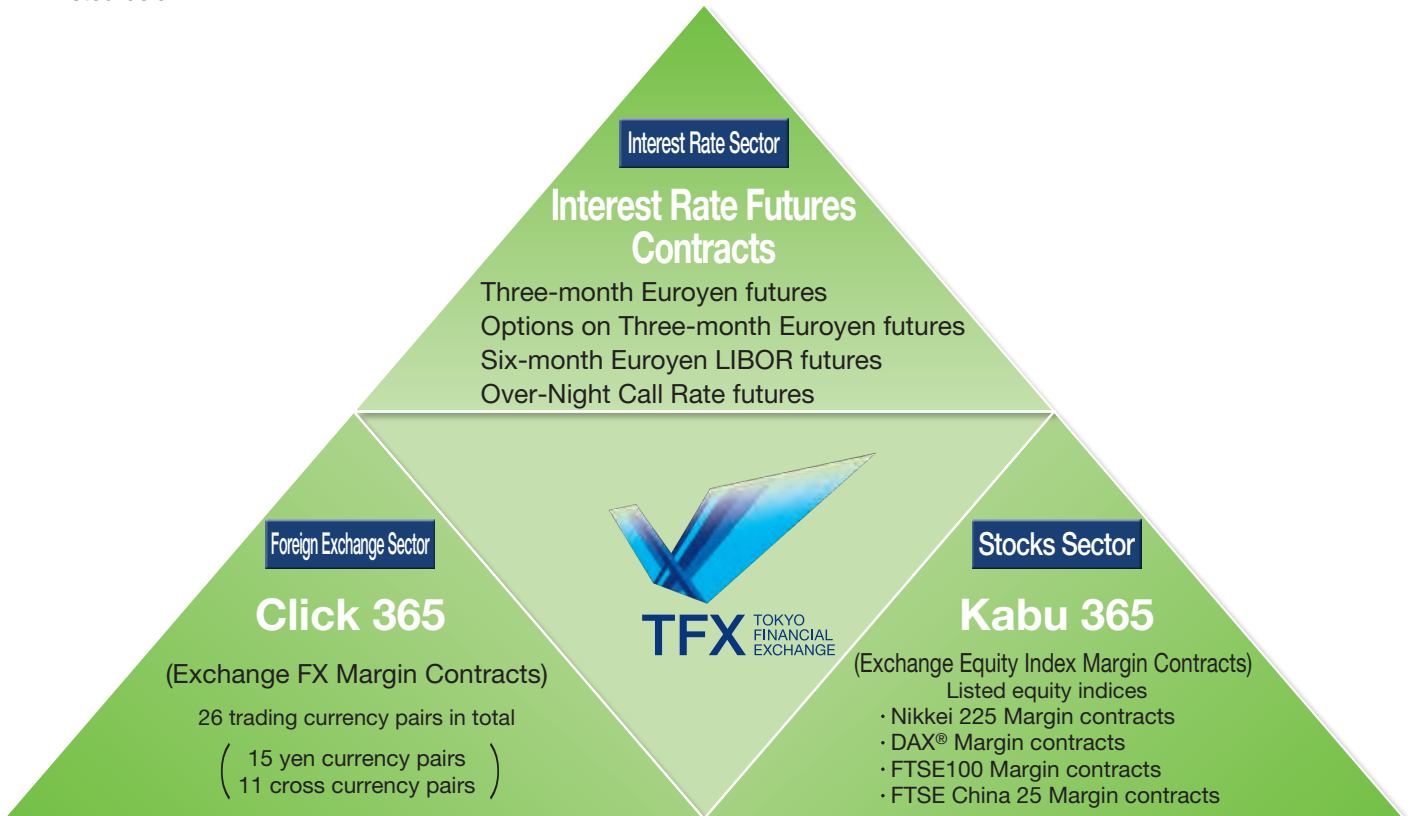 Interest Rate Sector
Interest Rate Futures
Contracts
Three-month Euroyen futures
Options on Three-month Euroyen futures
Six-month Euroyen LIBOR futures
Over-Night Call Rate futures
Foreign Exchange Sector
Click 365
(Exchange FX Margin Contracts)
26 trading currency pairs in total
(15 yen currency pairs
11 cross currency pairs)
TFX TOKYO
FINANCIAL
EXCHANGE
Stocks Sector
Kabu 365
(Exchange Equity Index Margin Contracts)
Listed equity indices
・Nikkei 225 Margin contracts
・DAX® Margin contracts
・FTSE100 Margin contracts
・FTSE China 25 Margin contracts